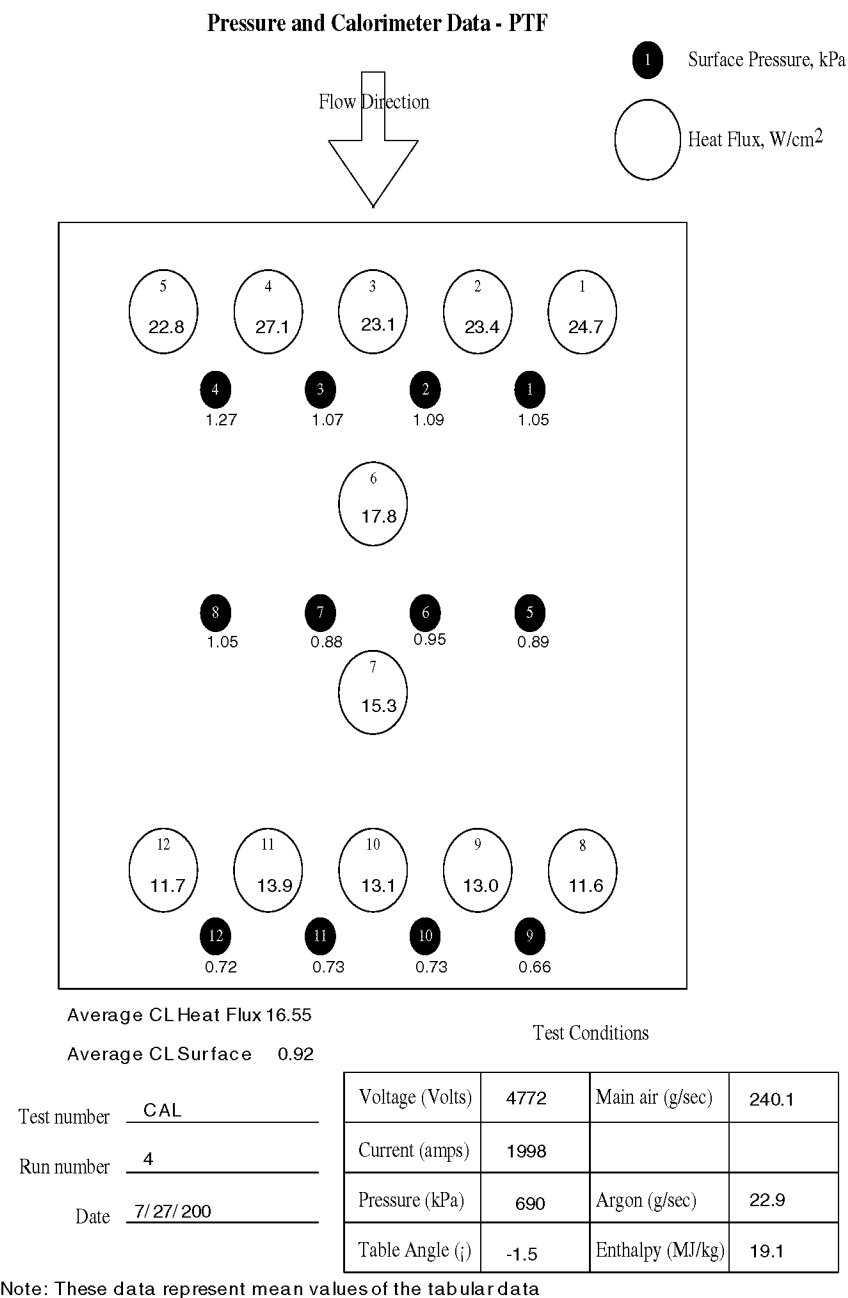 Pressure and Calorimeter Data - PTF
1 Surface Pressure, kPa
Flow Direction
Heat Flux, W/cm2
5 4 3 2 1
22.8 27.1 23.1 23.4 24.7
4 3 2 1
1.27 1.07 1.09 1.05
6
17.8
8 7 6 5
1.05 0.88 0.95 0.89
7
15.3
12 11 10 9 8
11.7 13.9 13.1 13.0 11.6
12 11 10 9
0.72 0.73 0.73 0.66
Average CL Heat Flux 16.55
Average CL Surface 0.92
Test Conditions
Test number CAL
Run number 4
Date 7/27/200
Voltage (Volts) 4772 Main air (g/sec) 240.1
Current (amps) 1998
Pressure (kPa) 690 Argon (g/sec) 22.9
Table Angle (¡) -1.5 Enthalpy (MJ/kg) 19.1
Note: These data represent mean values of the tabular data